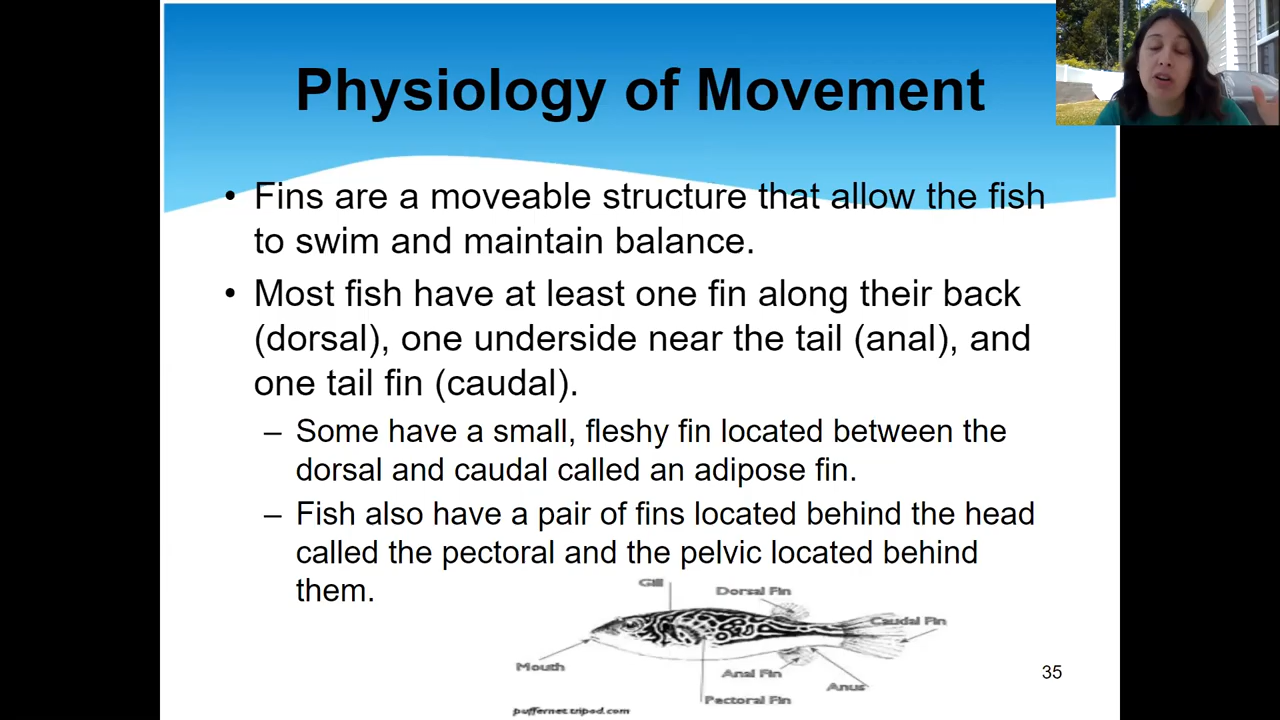 Physiology of Movement
• Fins are a moveable structure that allow the fish
to swim and maintain balance.
• Most fish have at least one fin along their back
(dorsal), one underside near the tail (anal), and
one tail fin (caudal).
– Some have a small, fleshy fin located between the
dorsal and caudal called an adipose fin.
– Fish also have a pair of fins located behind the head
called the pectoral and the pelvic located behind
them.
Gill
Dorsal Fin
Caudal Fin
Mouth
Anal Fin
Anus
Pectoral Fin
puffernet.tripod.com
35